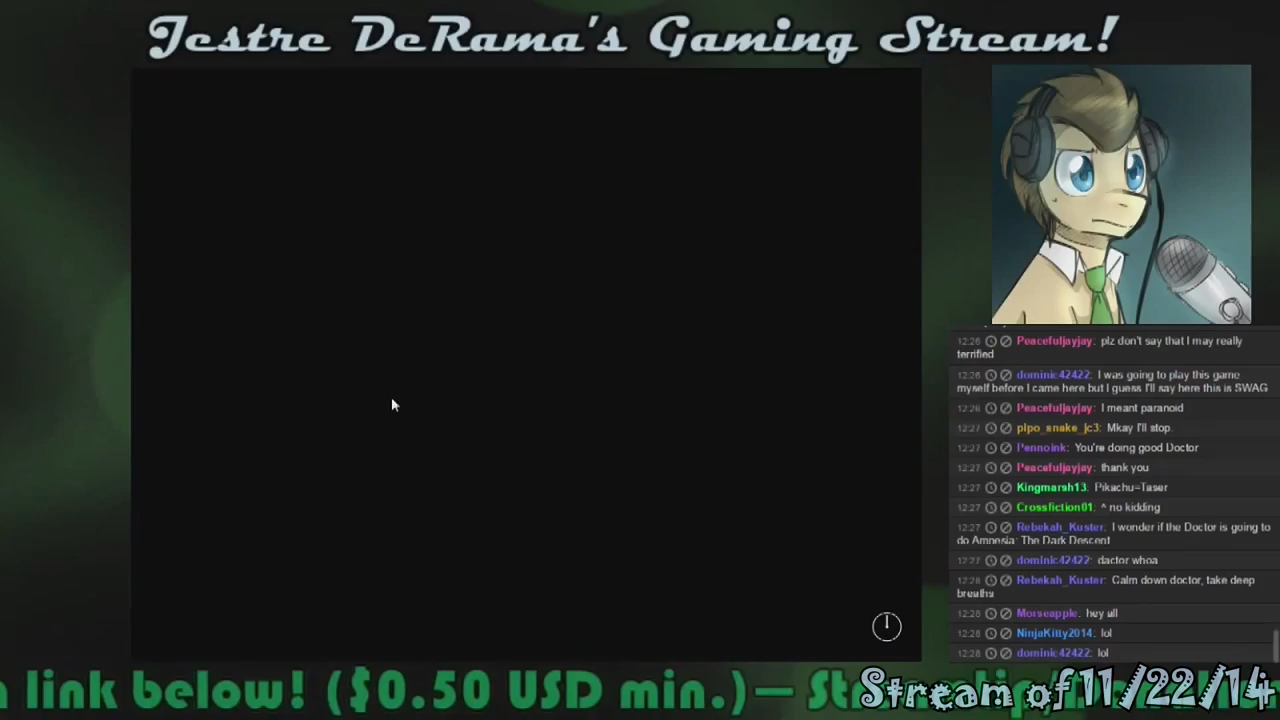 Jestre DeRama's Gaming Stream!
12:26 Peacefuljayjay: plz don't say that I may really
terrified
12:26 dominic42422: I was going to play this game
myself before I came here but I guess I'll say here this is SWAG
12:26 Peacefuljayjay: I meant paranoid
12:27 pipo_snake_jc3: Mkay I'll stop.
12:27 Pennoink: You're doing good Doctor
12:27 Peacefuljayjay: thank you
12:27 Kingmarsh13: Pikachu=Taser
12:27 Crossfiction01: ^ no kidding
12:27 Rebekah_Kuster: I wonder if the Doctor is going to
do Amnesia: The Dark Descent
12:27 dominic42422: dactor whoa
12:28 Rebekah_Kuster: Calm down doctor, take deep
breaths
12:28 Morseapple: hey all
12:28 NinjaKitty2014: lol
12:28 dominic42422: lol
link below! ($0.50 USD min.)—
Stream of 11/22/14